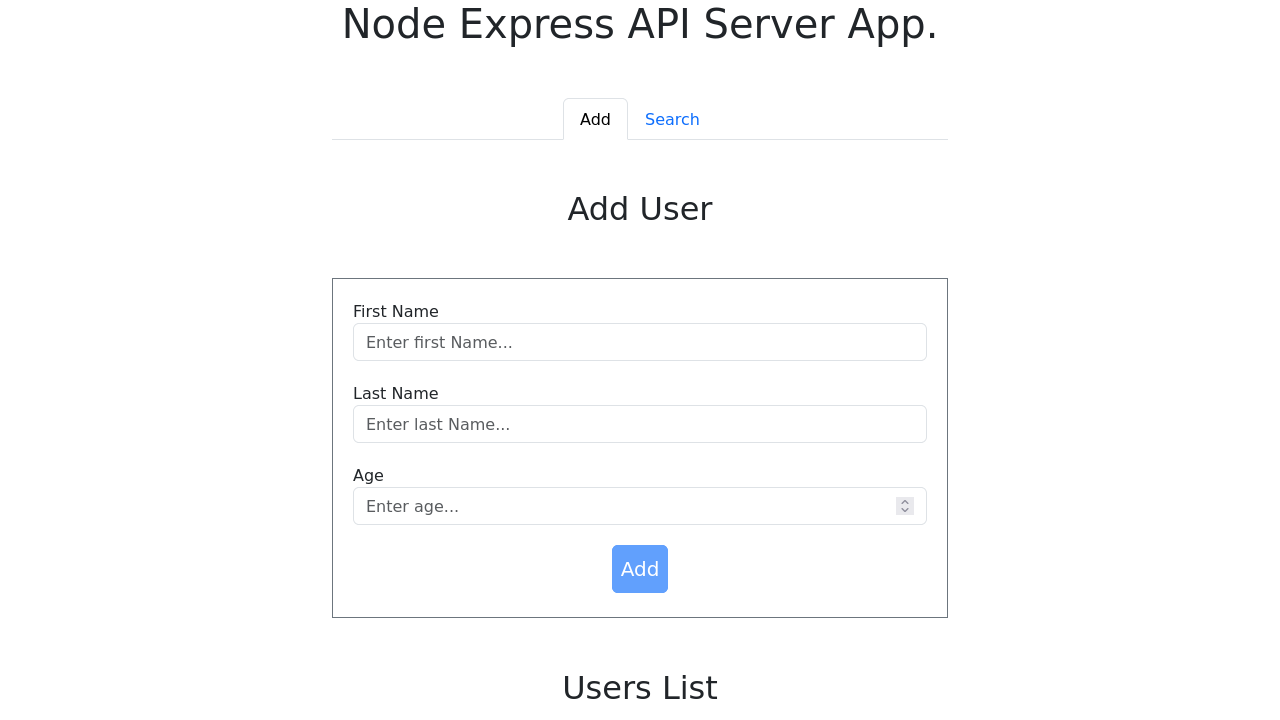 Node Express API Server App.
Add
Search
Add User
First Name
Enter first Name...
Last Name
Enter last Name...
Age
Enter age...
Add
Users List